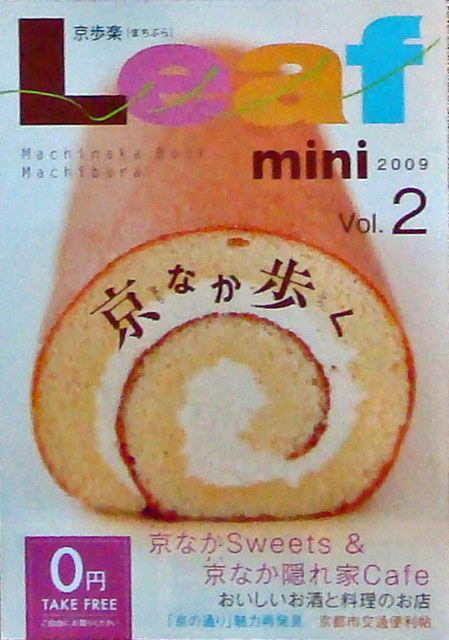 京歩楽[まちぶら]
Leaf
Machinaka Book
Machibura
mini 2009
Vol. 2
京なか歩く
京なかSweets &
京なか隠れ家Cafe
おいしいお酒と料理のお店
「京の通り」魅力再発見 京都市交通便利帖
0円
TAKE FREE
ご自由にお取りください